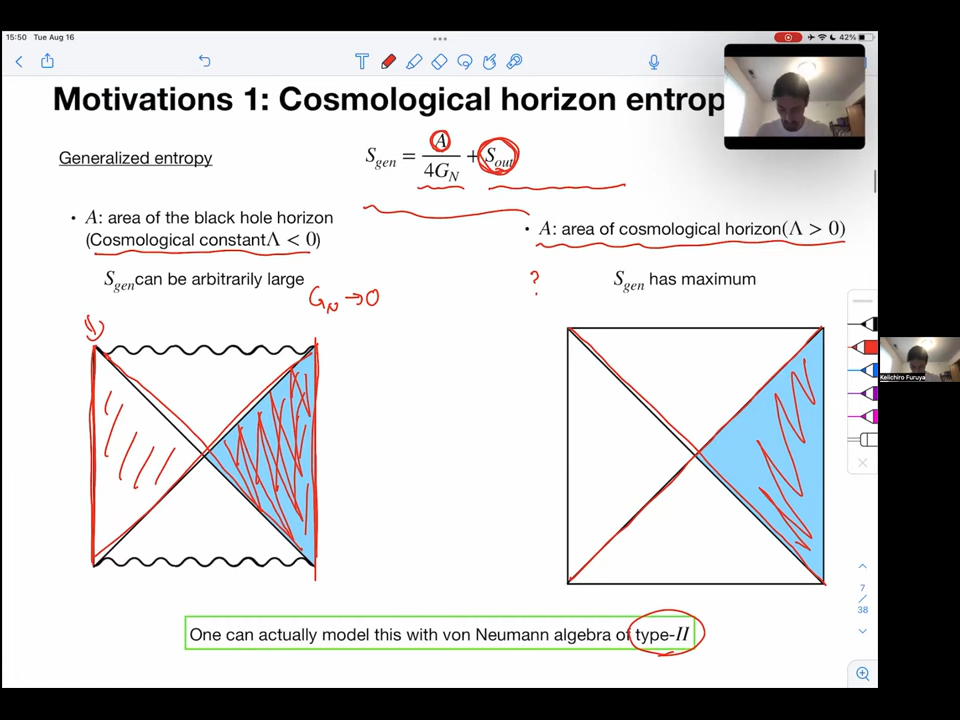 15:50 Tue Aug 16
42%
Motivations 1: Cosmological horizon entrop
Generalized entropy
S_gen = A / 4G_N + S_out
• A: area of the black hole horizon
(Cosmological constantΛ < 0)
S_gen can be arbitrarily large
G_N → 0
• A: area of cosmological horizon(Λ > 0)
?
S_gen has maximum
Keiichiro Furuya
7
/
38
One can actually model this with von Neumann algebra of type-II